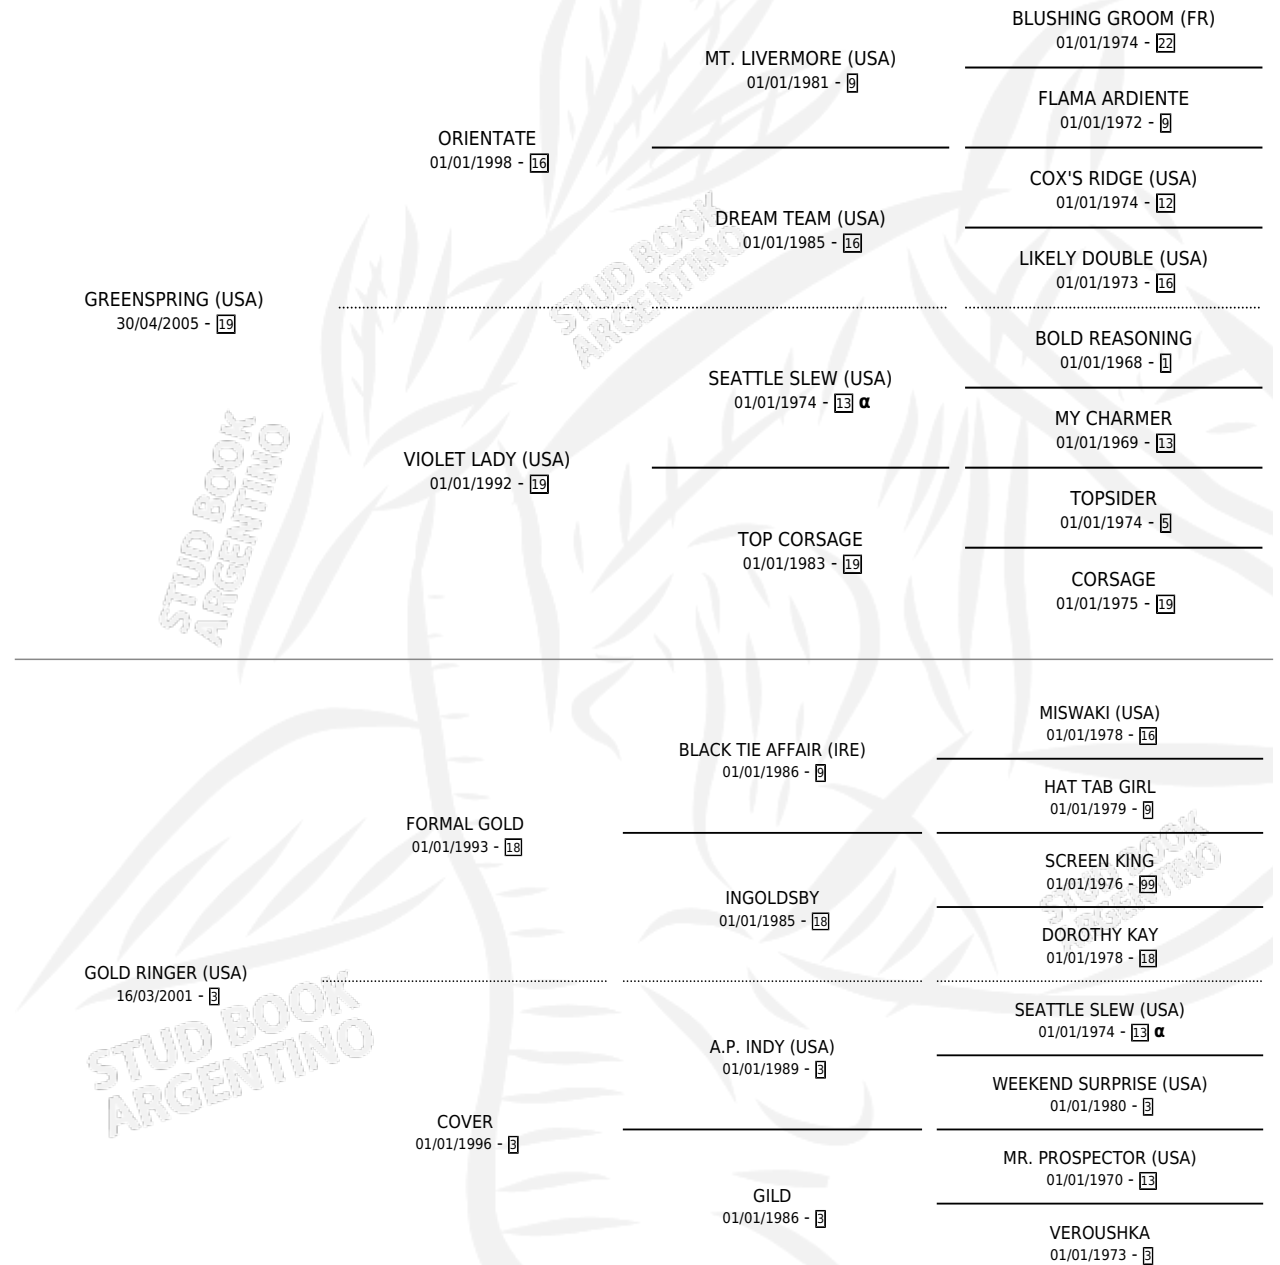 BLUSHING GROOM (FR)
01/01/1974 - 22
MT. LIVERMORE (USA)
01/01/1981 - 9
FLAMA ARDIENTE
01/01/1972 - 9
ORIENTATE
01/01/1998 - 16
COX'S RIDGE (USA)
01/01/1974 - 12
DREAM TEAM (USA)
01/01/1985 - 16
LIKELY DOUBLE (USA)
01/01/1973 - 16
GREENSPRING (USA)
30/04/2005 - 19
BOLD REASONING
01/01/1968 - 1
SEATTLE SLEW (USA)
01/01/1974 - 13 α
MY CHARMER
01/01/1969 - 13
VIOLET LADY (USA)
01/01/1992 - 19
TOPSIDER
01/01/1974 - 5
TOP CORSAGE
01/01/1983 - 19
CORSAGE
01/01/1975 - 19
MISWAKI (USA)
01/01/1978 - 16
BLACK TIE AFFAIR (IRE)
01/01/1986 - 9
HAT TAB GIRL
01/01/1979 - 9
FORMAL GOLD
01/01/1993 - 18
SCREEN KING
01/01/1976 - 99
INGOLDSBY
01/01/1985 - 18
DOROTHY KAY
01/01/1978 - 18
GOLD RINGER (USA)
16/03/2001 - 3
SEATTLE SLEW (USA)
01/01/1974 - 13 α
A.P. INDY (USA)
01/01/1989 - 3
WEEKEND SURPRISE (USA)
01/01/1980 - 3
COVER
01/01/1996 - 3
MR. PROSPECTOR (USA)
01/01/1970 - 13
GILD
01/01/1986 - 3
VEROUSHKA
01/01/1973 - 3
STUD BOOK
ARGENTINO
STUD BOOK
ARGENTINO
STUD BOOK
ARGENTINO
STUD BOOK
ARGENTINO